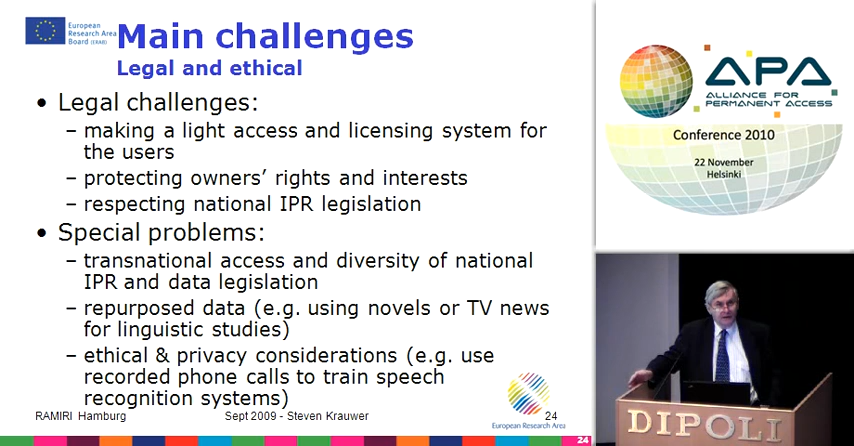 European
Research Area
Board (ERAB)
Main challenges
Legal and ethical
• Legal challenges:
– making a light access and licensing system for
the users
– protecting owners’ rights and interests
– respecting national IPR legislation
• Special problems:
– transnational access and diversity of national
IPR and data legislation
– repurposed data (e.g. using novels or TV news
for linguistic studies)
– ethical & privacy considerations (e.g. use
recorded phone calls to train speech
recognition systems)
RAMIRI Hamburg
Sept 2009 - Steven Krauwer
24
European Research Area
24
APA
ALLIANCE FOR
PERMANENT ACCESS
Conference 2010
22 November
Helsinki
DIPOLI